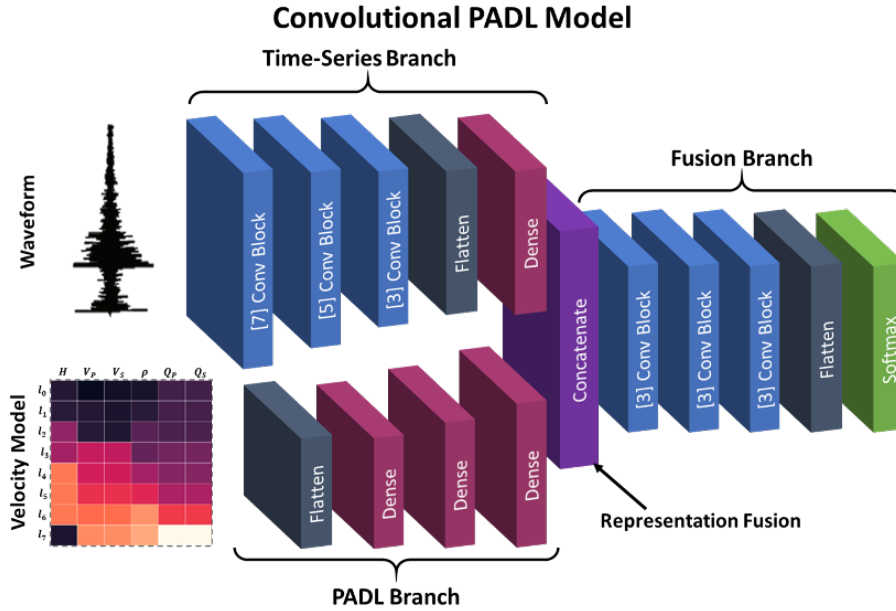 Convolutional PADL Model
Time-Series Branch
Waveform
[7] Conv Block
[5] Conv Block
[3] Conv Block
Flatten
Dense
Fusion Branch
Concatenate
[3] Conv Block
[3] Conv Block
[3] Conv Block
Flatten
Softmax
Velocity Model
H V_P V_S ρ Q_P Q_S
l_0
l_1
l_2
l_3
l_4
l_5
l_6
l_7
Flatten
Dense
Dense
Dense
Representation Fusion
PADL Branch